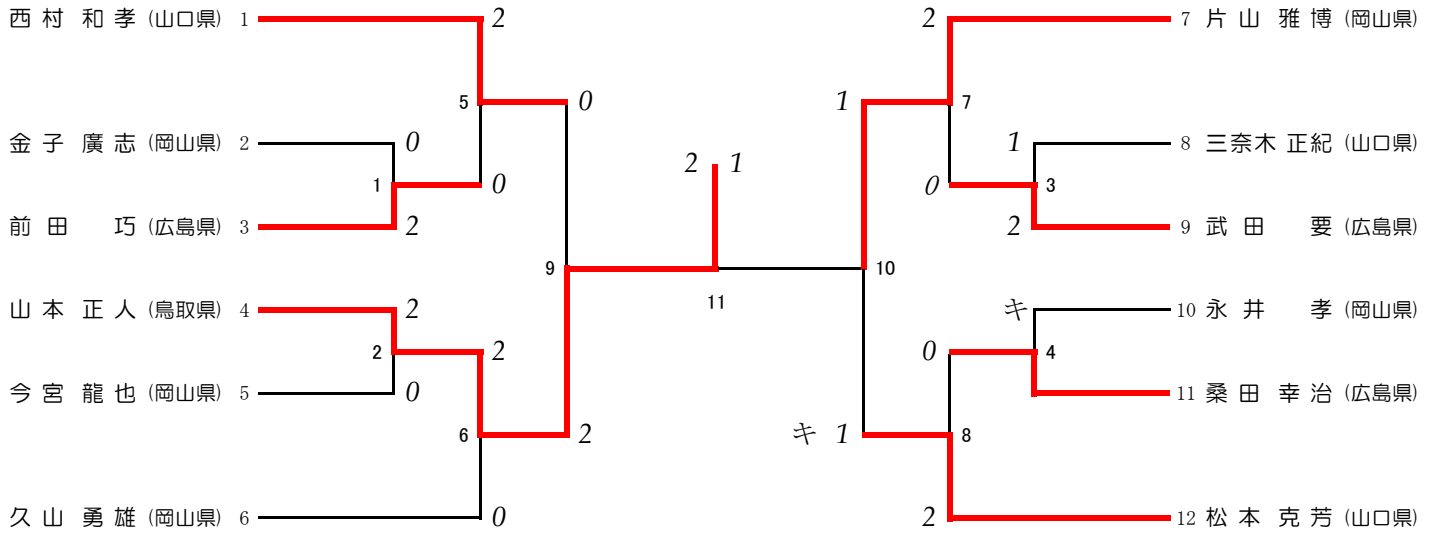 西村 和孝 (山口県) 1 2 2 7 片山 雅博 (岡山県)
5 0 1 7
金子 廣志 (岡山県) 2 0 1 8 三奈木 正紀 (山口県)
2 1
1 0 0 3
前田 巧 (広島県) 3 2 2 9 武田 要 (広島県)
9 10
11
山本 正人 (鳥取県) 4 2 キ 10 永井 孝 (岡山県)
2 2 0 4
今宮 龍也 (岡山県) 5 0 11 桑田 幸治 (広島県)
6 2 キ 1 8
久山 勇雄 (岡山県) 6 0 2 12 松本 克芳 (山口県)